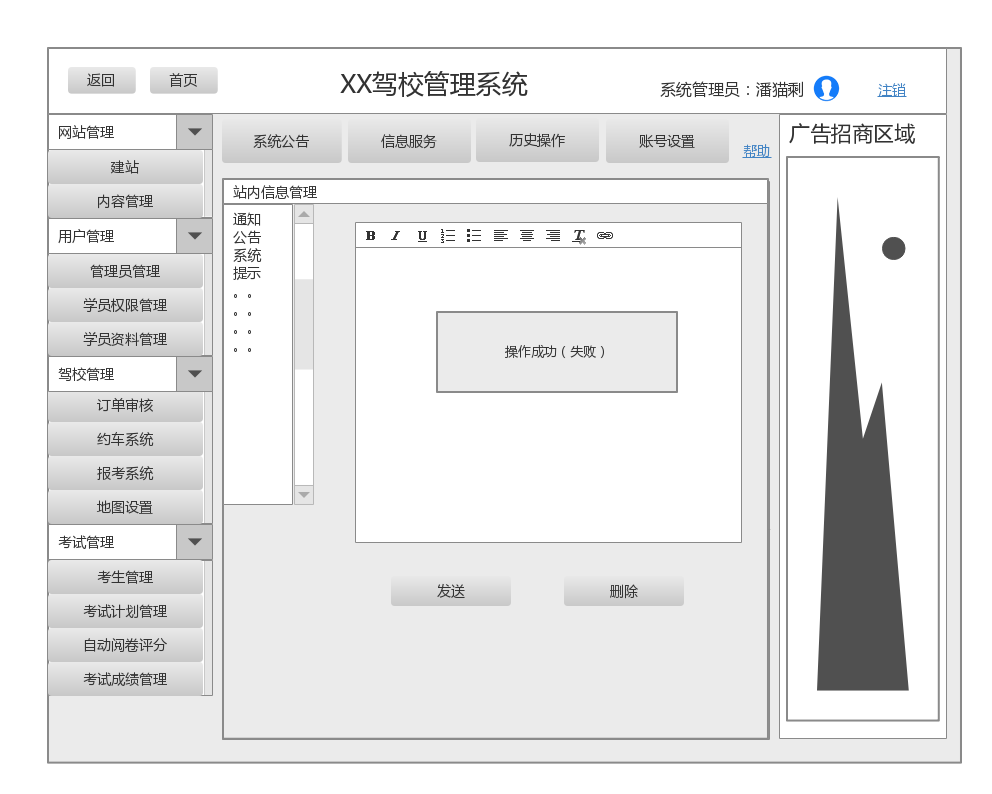 返回
首页
XX驾校管理系统
系统管理员：潘猫剩
注销
网站管理
建站
内容管理
用户管理
管理员管理
学员权限管理
学员资料管理
驾校管理
订单审核
约车系统
报考系统
地图设置
考试管理
考生管理
考试计划管理
自动阅卷评分
考试成绩管理
系统公告
信息服务
历史操作
账号设置
帮助
站内信息管理
通知
公告
系统
提示
。。
。。
。。
。。
B I U
操作成功（失败）
发送
删除
广告招商区域